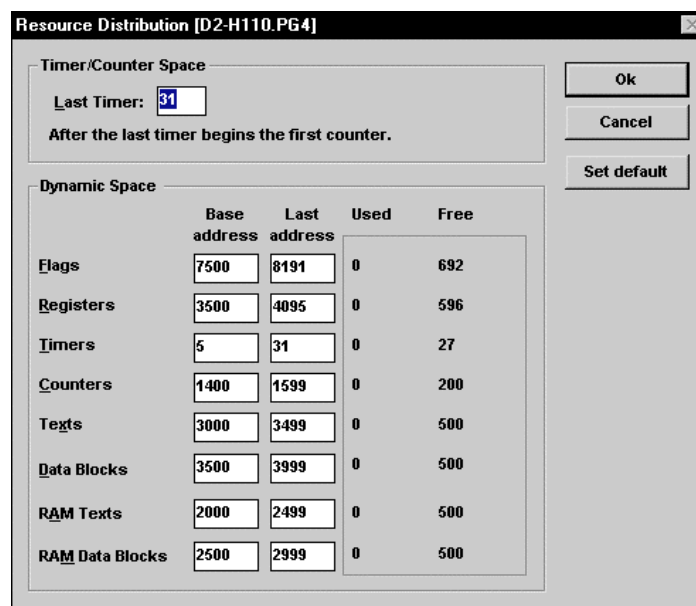 Resource Distribution [D2-H110.PG4]
Timer/Counter Space
Last Timer: 31
After the last timer begins the first counter.
Ok
Cancel
Set default
Dynamic Space
Base address Last address Used Free
Flags 7500 8191 0 692
Registers 3500 4095 0 596
Timers 5 31 0 27
Counters 1400 1599 0 200
Texts 3000 3499 0 500
Data Blocks 3500 3999 0 500
RAM Texts 2000 2499 0 500
RAM Data Blocks 2500 2999 0 500